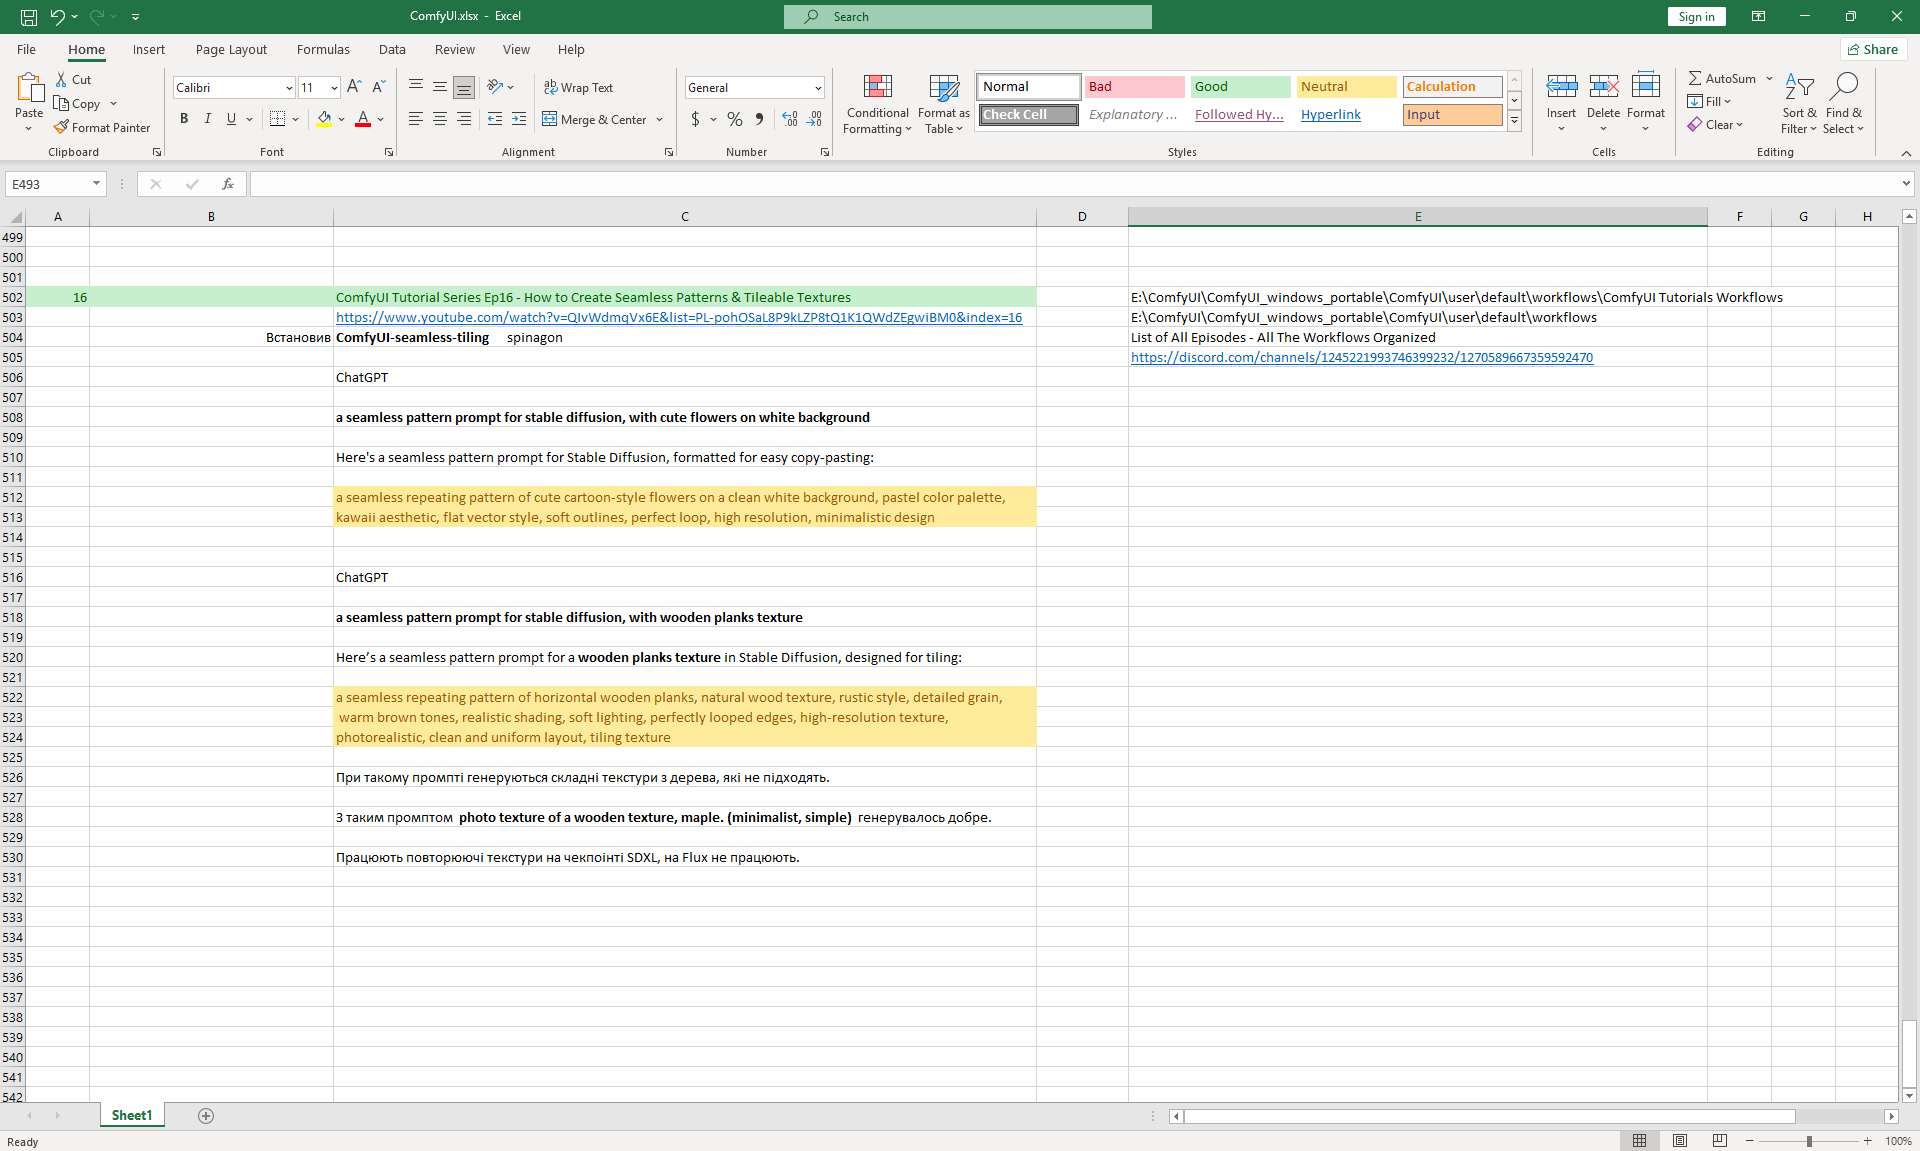 ComfyUI.xlsx - Excel
Search
Sign in
File Home Insert Page Layout Formulas Data Review View Help
Share
Paste
Cut
Copy
Format Painter
Clipboard
Calibri 11
B I U
Font
Wrap Text
Merge & Center
Alignment
General
$ % 9
Number
Conditional Formatting
Format as Table
Normal Bad Good Neutral Calculation
Check Cell Explanatory ... Followed Hy... Hyperlink Input
Styles
Insert Delete Format
Cells
AutoSum
Fill
Clear
Sort & Filter
Find & Select
Editing
E493
fx
A B C D E F G H
499
500
501
502 16 ComfyUI Tutorial Series Ep16 - How to Create Seamless Patterns & Tileable Textures E:\ComfyUI\ComfyUI_windows_portable\ComfyUI\user\default\workflows\ComfyUI Tutorials Workflows
503 https://www.youtube.com/watch?v=QIvWdmqVx6E&list=PL-pohOSaL8P9kLZP8tQ1K1QWdZEgwiBM0&index=16 E:\ComfyUI\ComfyUI_windows_portable\ComfyUI\user\default\workflows
504 Встановив ComfyUI-seamless-tiling spinagon List of All Episodes - All The Workflows Organized
505 https://discord.com/channels/1245221993746399232/1270589667359592470
506 ChatGPT
507
508 a seamless pattern prompt for stable diffusion, with cute flowers on white background
509
510 Here's a seamless pattern prompt for Stable Diffusion, formatted for easy copy-pasting:
511
512 a seamless repeating pattern of cute cartoon-style flowers on a clean white background, pastel color palette,
513 kawaii aesthetic, flat vector style, soft outlines, perfect loop, high resolution, minimalistic design
514
515
516 ChatGPT
517
518 a seamless pattern prompt for stable diffusion, with wooden planks texture
519
520 Here’s a seamless pattern prompt for a wooden planks texture in Stable Diffusion, designed for tiling:
521
522 a seamless repeating pattern of horizontal wooden planks, natural wood texture, rustic style, detailed grain,
523 warm brown tones, realistic shading, soft lighting, perfectly looped edges, high-resolution texture,
524 photorealistic, clean and uniform layout, tiling texture
525
526 При такому промпті генеруються складні текстури з дерева, які не підходять.
527
528 З таким промптом photo texture of a wooden texture, maple. (minimalist, simple) генерувалось добре.
529
530 Працюють повторюючі текстури на чекпоінті SDXL, на Flux не працюють.
531
532
533
534
535
536
537
538
539
540
541
542
Sheet1
Ready
100%